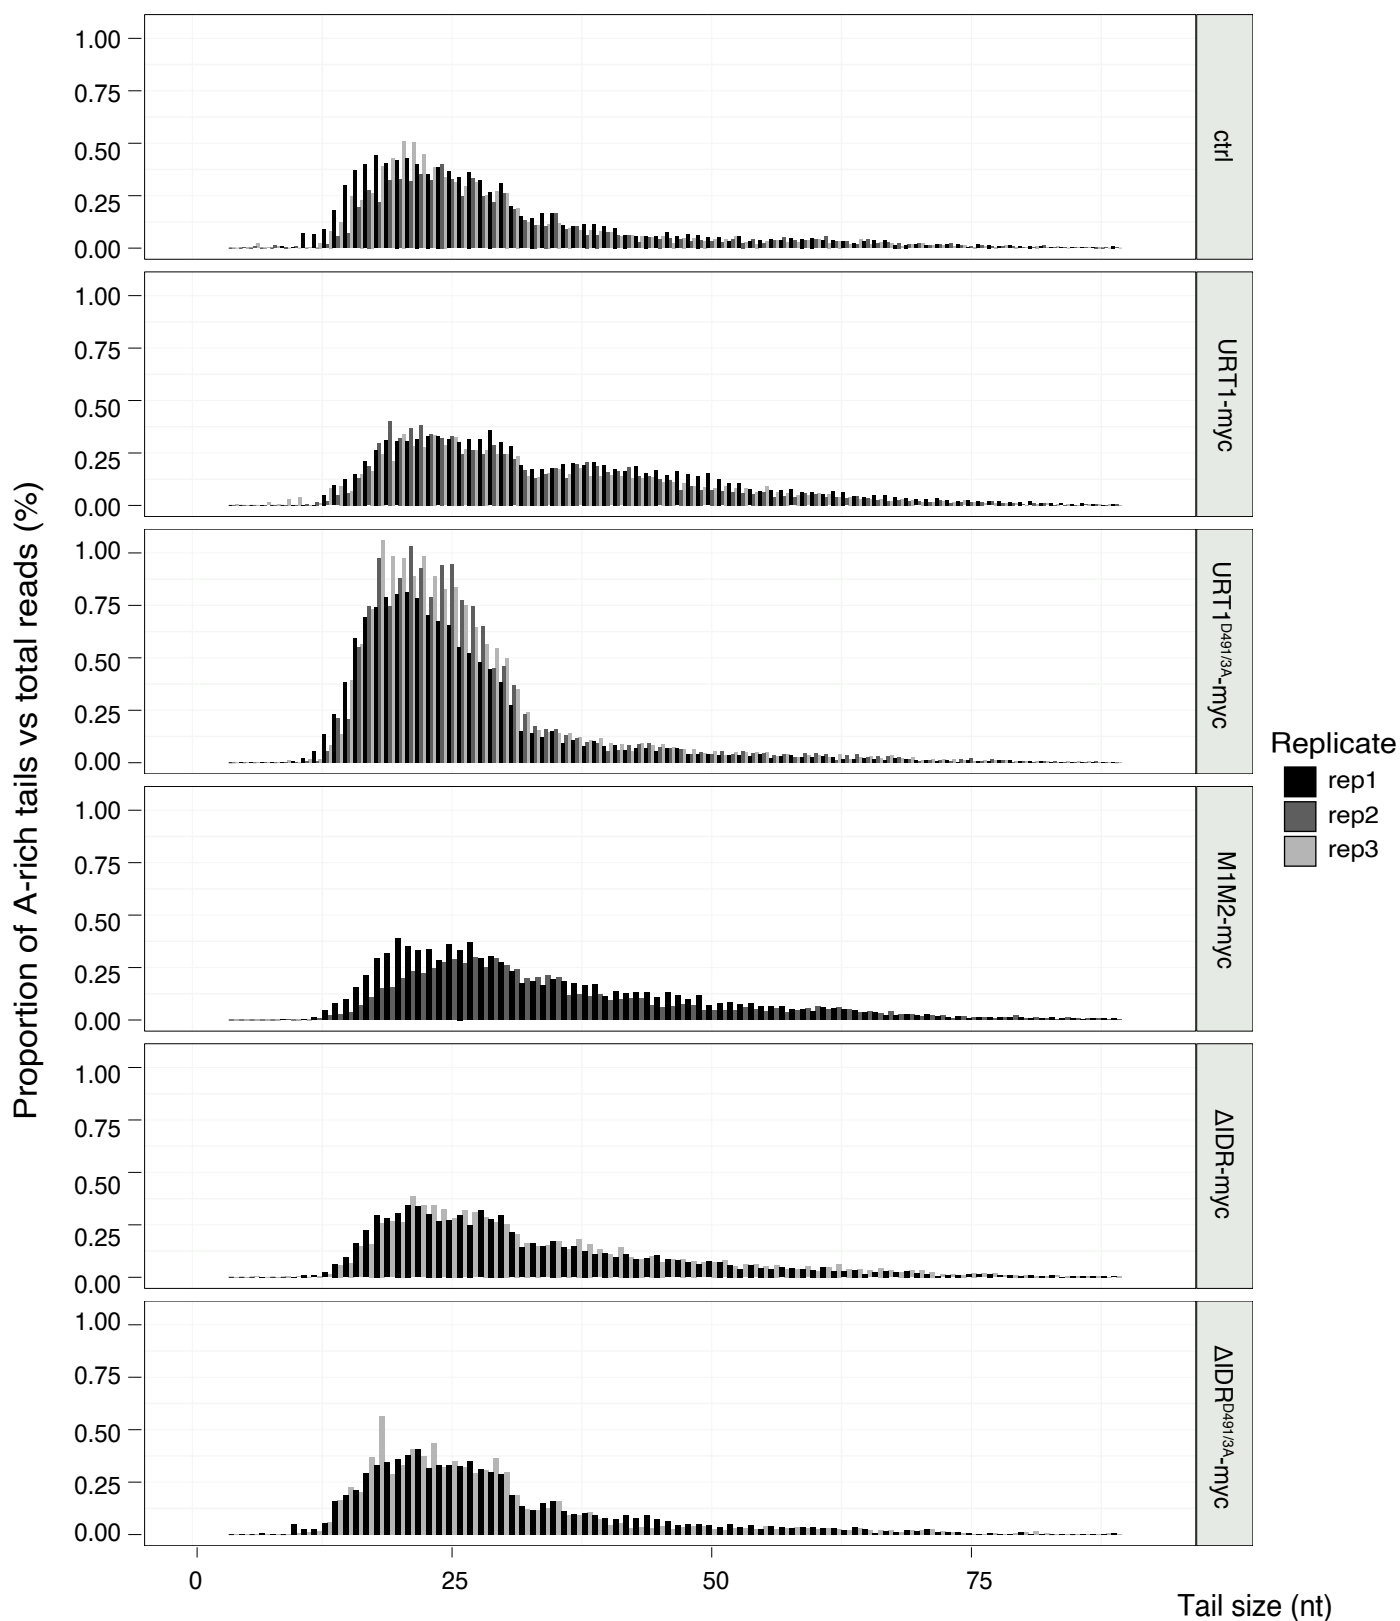 Proportion of A-rich tails vs total reads (%)
1.00
0.75
0.50
0.25
0.00
ctrl
1.00
0.75
0.50
0.25
0.00
URT1-myc
1.00
0.75
0.50
0.25
0.00
URT1D491/3A-myc
1.00
0.75
0.50
0.25
0.00
M1M2-myc
1.00
0.75
0.50
0.25
0.00
ΔIDR-myc
1.00
0.75
0.50
0.25
0.00
ΔIDRD491/3A-myc
0 25 50 75
Tail size (nt)
Replicate
rep1
rep2
rep3